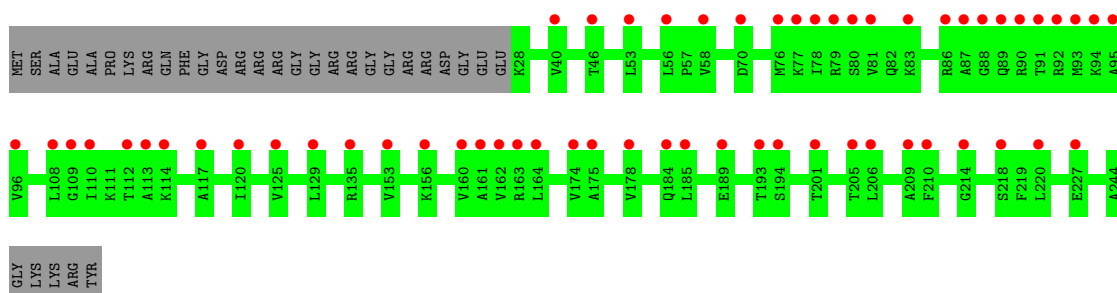 MET SER ALA GLU ALA ALA PRO LYS ARG GLN PHE GLY ASP ARG ARG ARG GLY GLY ARG GLY GLY ARG ARG ASP GLY GLU GLU K28 V40 T46 L53 L56 P57 V58 D70 M76 K77 I78 R79 S80 V81 Q82 K83 R86 A87 G88 Q89 R90 T91 R92 M93 K94 A95
V96 L108 G109 I110 K111 T112 A113 K114 A117 I120 V125 L129 R135 V153 K156 V160 A161 V162 R163 L164 V174 A175 V178 Q184 L185 E189 T193 S194 T201 T205 L206 A209 F210 G214 S218 F219 L220 E227 A244
GLY LYS LYS ARG TYR